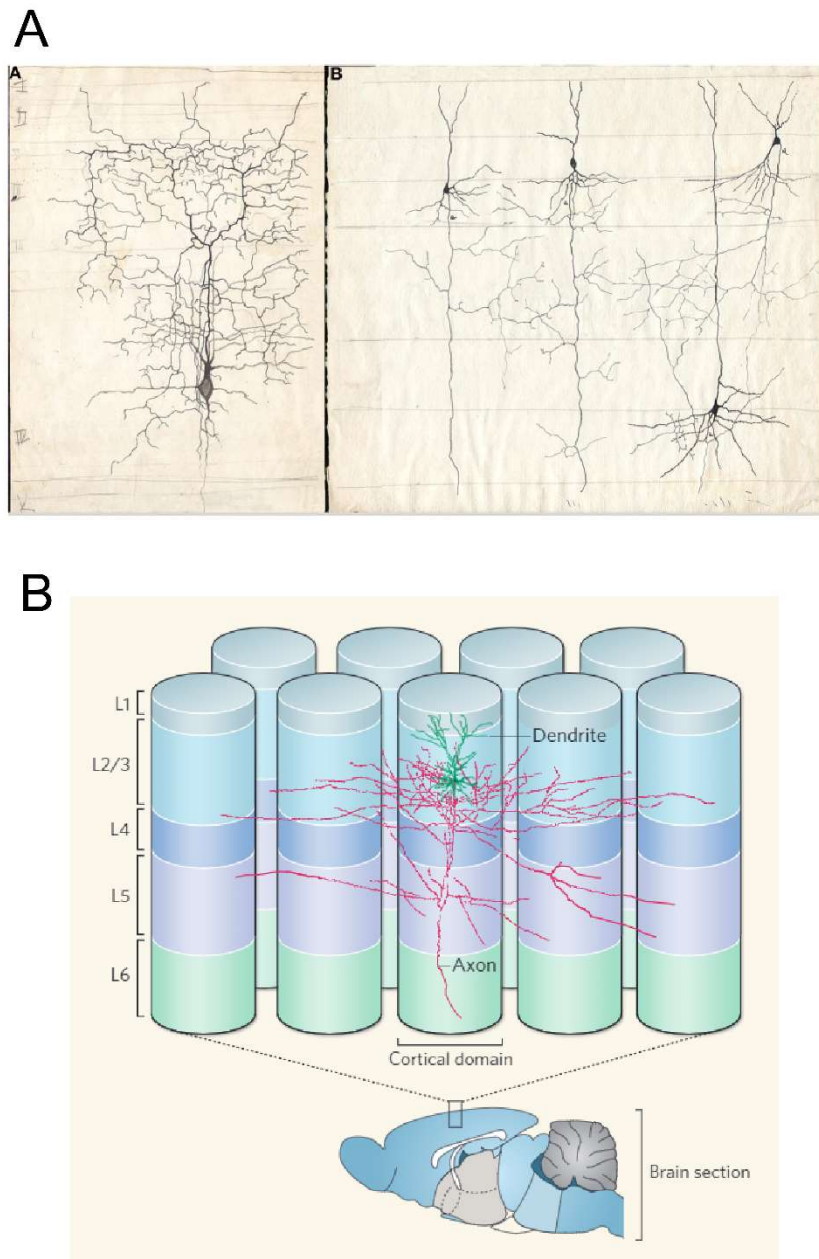 A
A
B
B
L1
Dendrite
L2/3
L4
L5
Axon
L6
Cortical domain
Brain section